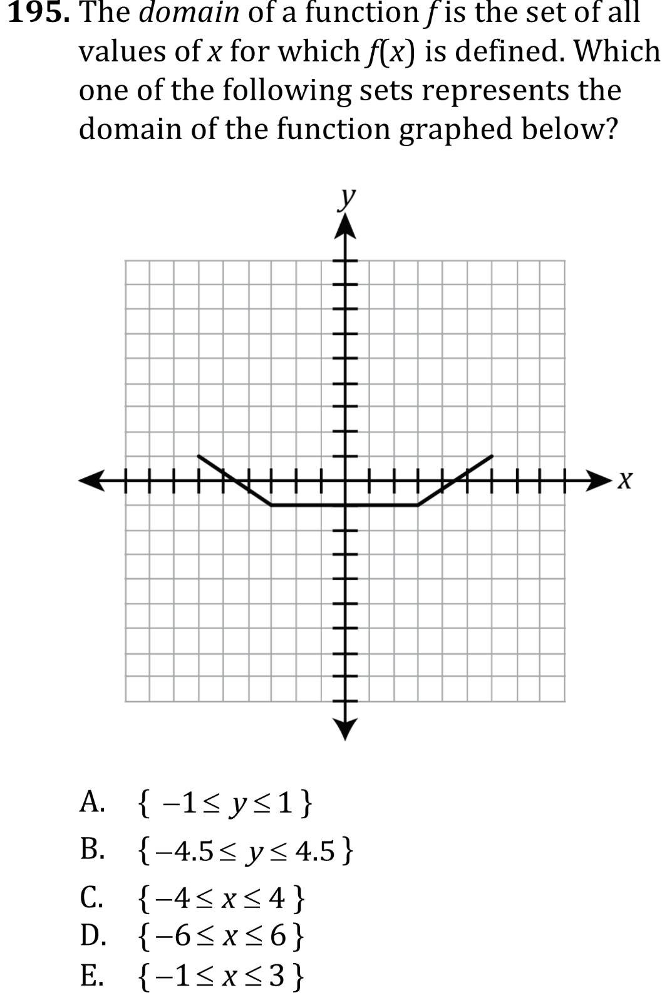 195. The domain of a function f is the set of all
values of x for which f(x) is defined. Which
one of the following sets represents the
domain of the function graphed below?
y
x
A. { −1 ≤ y ≤ 1 }
B. { −4.5 ≤ y ≤ 4.5 }
C. { −4 ≤ x ≤ 4 }
D. { −6 ≤ x ≤ 6 }
E. { −1 ≤ x ≤ 3 }